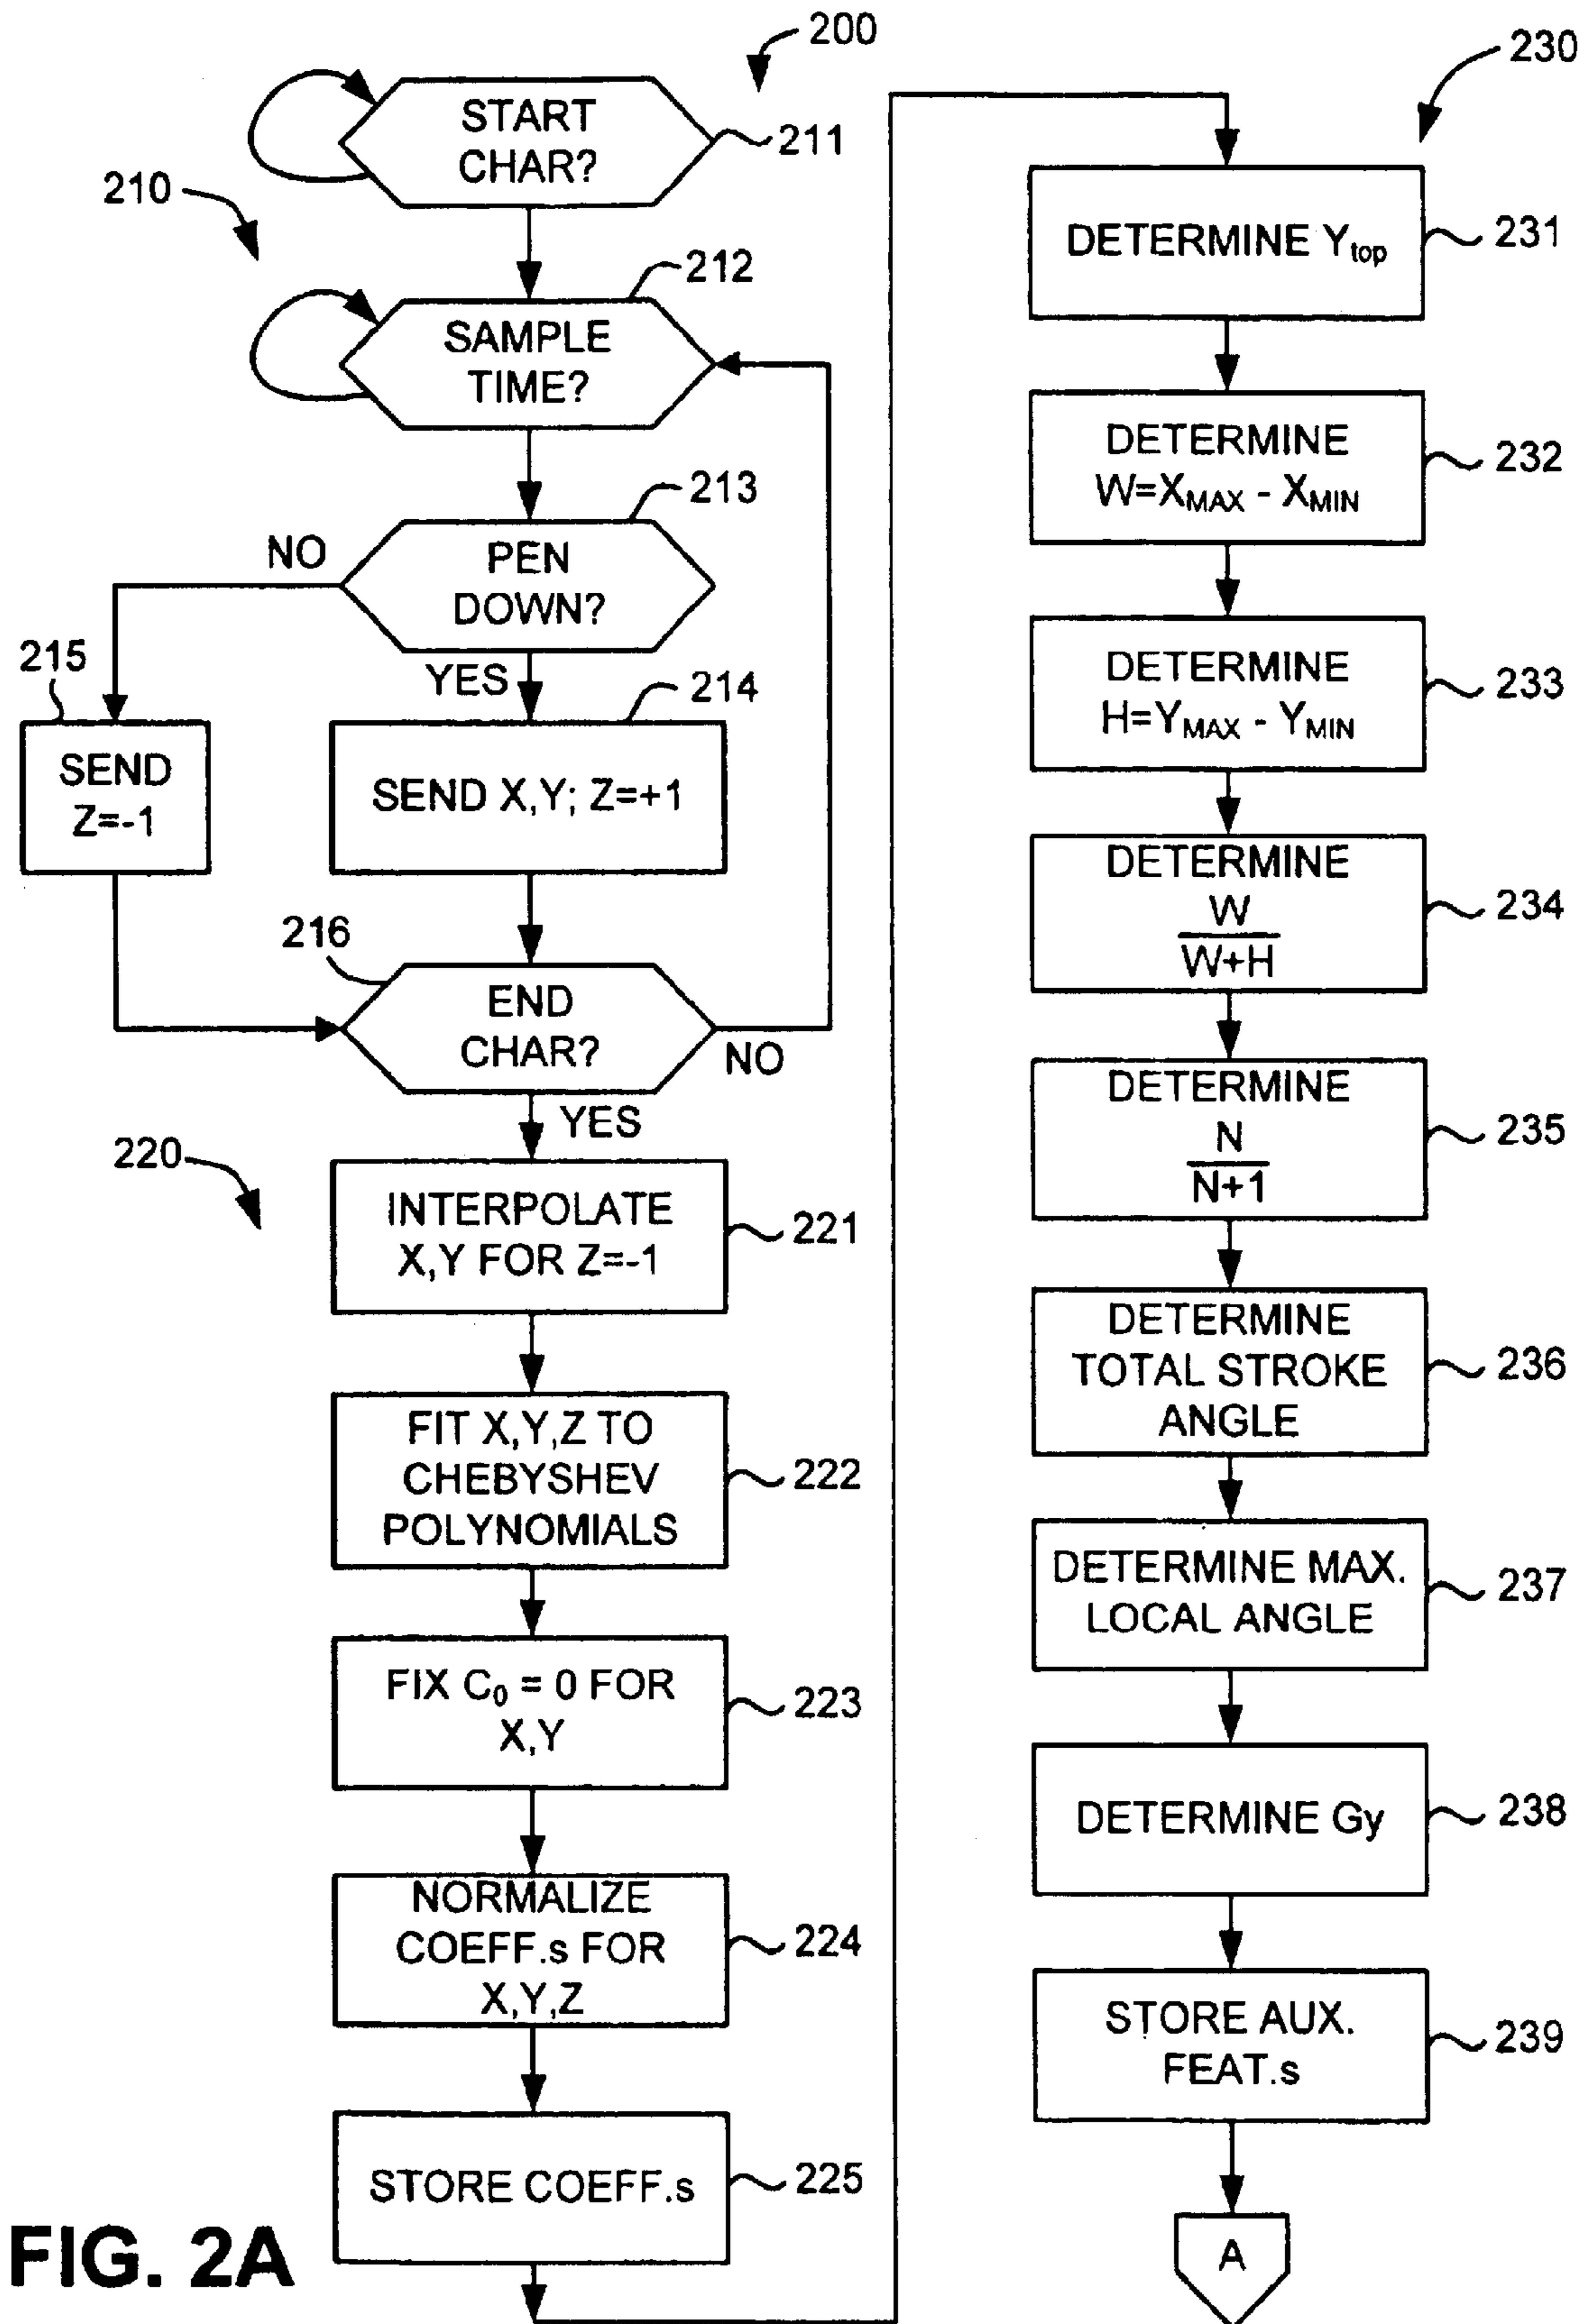 200
START
CHAR?
211
210
212
SAMPLE
TIME?
213
NO
PEN
DOWN?
215
YES
214
SEND
Z=-1
SEND X,Y; Z=+1
216
END
CHAR?
NO
YES
220
INTERPOLATE
X,Y FOR Z=-1
221
FIT X,Y,Z TO
CHEBYSHEV
POLYNOMIALS
222
FIX C₀ = 0 FOR
X,Y
223
NORMALIZE
COEFF.s FOR
X,Y,Z
224
STORE COEFF.s
225
230
DETERMINE Ytop
231
DETERMINE
W=XMAX - XMIN
232
DETERMINE
H=YMAX - YMIN
233
DETERMINE
W
W+H
234
DETERMINE
N
N+1
235
DETERMINE
TOTAL STROKE
ANGLE
236
DETERMINE MAX.
LOCAL ANGLE
237
DETERMINE Gy
238
STORE AUX.
FEAT.s
239
A
FIG. 2A